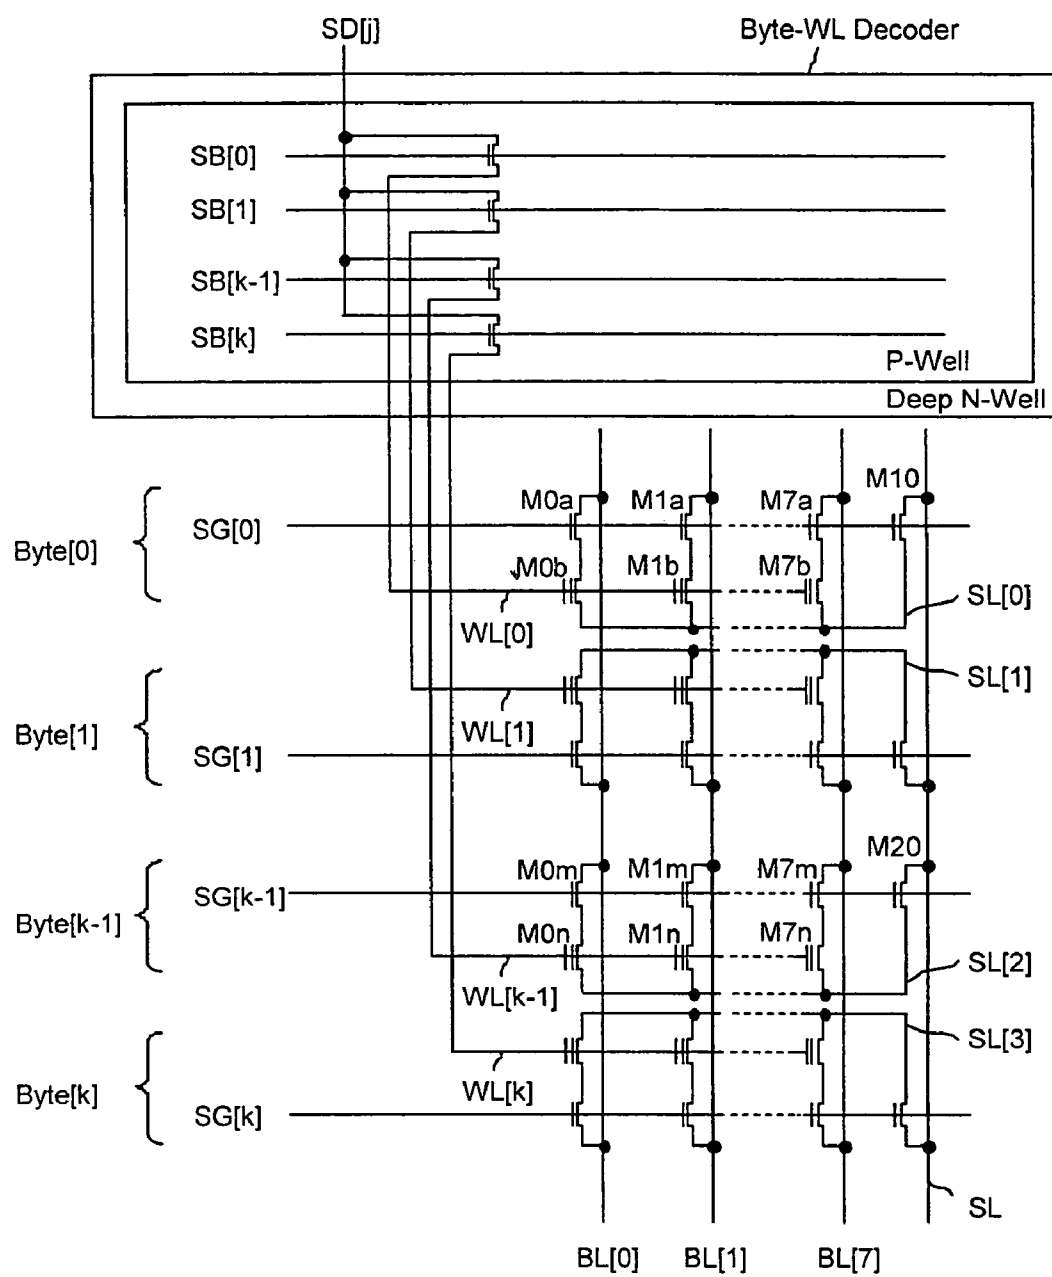 SD[j]
Byte-WL Decoder
SB[0]
SB[1]
SB[k-1]
SB[k]
P-Well
Deep N-Well
M10
M0a
M1a
M7a
SG[0]
Byte[0]
M0b
M1b
M7b
SL[0]
WL[0]
SL[1]
WL[1]
Byte[1]
SG[1]
M20
M0m
M1m
M7m
SG[k-1]
Byte[k-1]
M0n
M1n
M7n
SL[2]
WL[k-1]
SL[3]
WL[k]
Byte[k]
SG[k]
SL
BL[0]
BL[1]
BL[7]